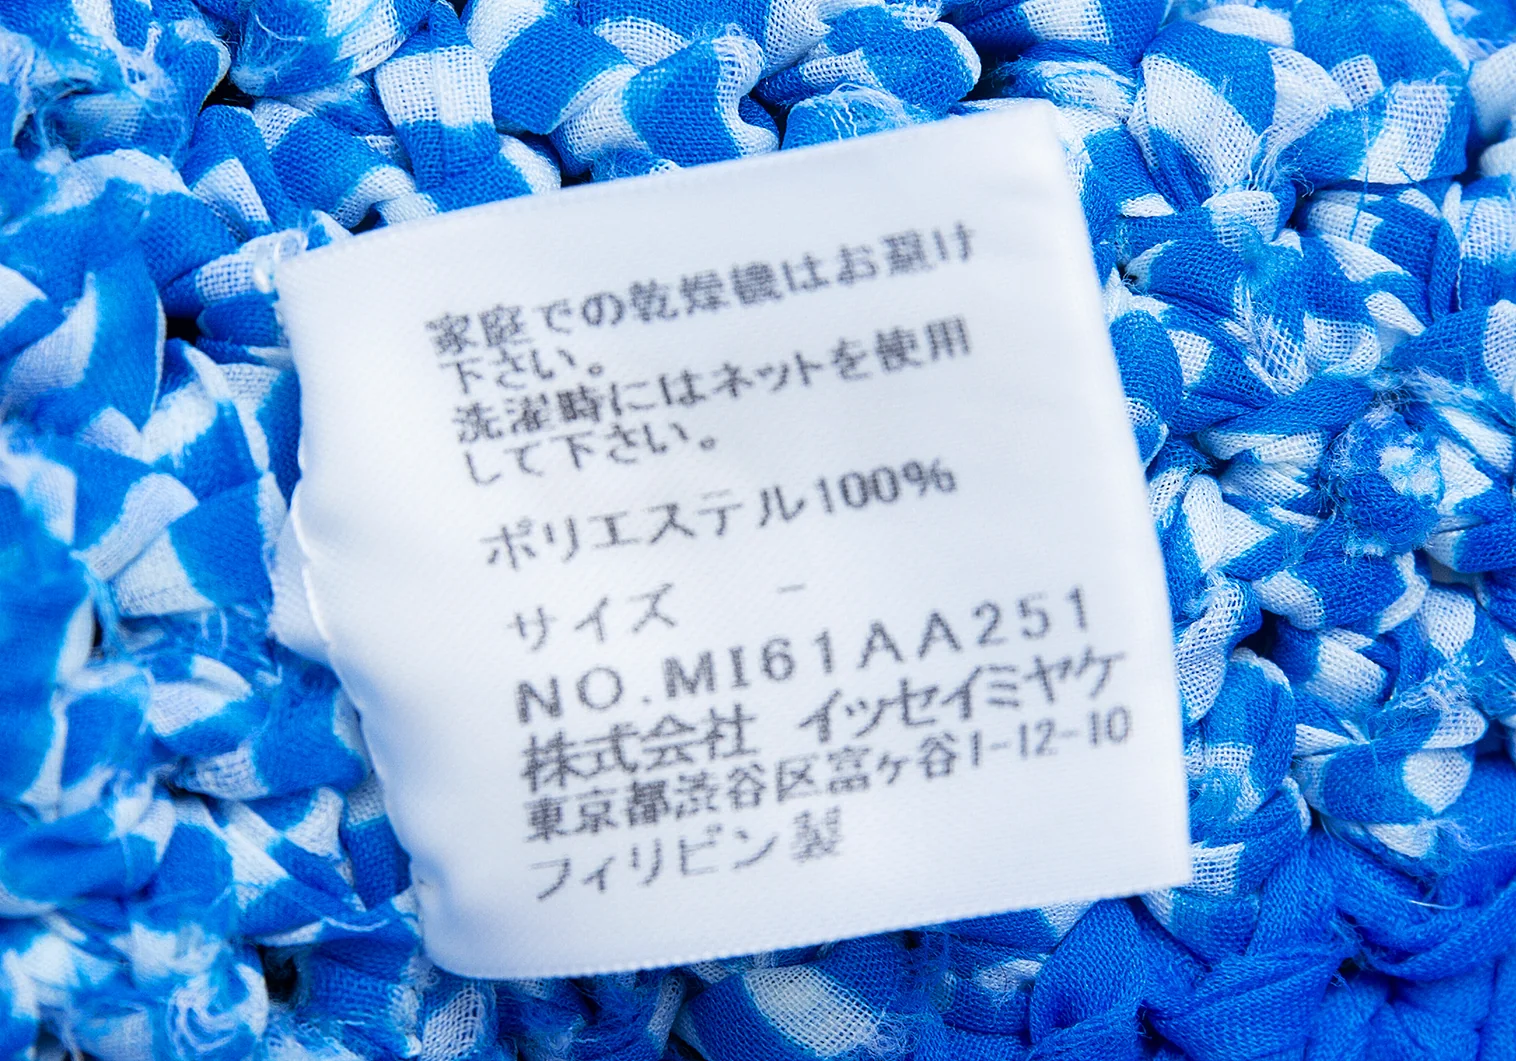 家庭での乾燥機はお避け
下さい。
洗濯時にはネットを使用
して下さい。
ポリエステル100%
サイズ -
NO.MI61AA251
株式会社 イッセイミヤケ
東京都渋谷区富ヶ谷1-12-10
フィリピン製